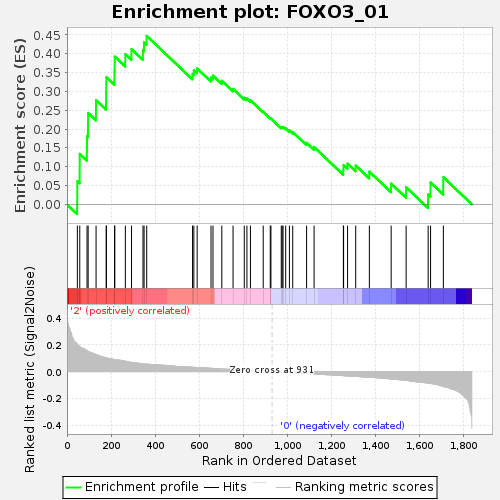 Enrichment plot: FOXO3_01
Enrichment score (ES)
0.45
0.40
0.35
0.30
0.25
0.20
0.15
0.10
0.05
0.00
'2' (positively correlated)
Ranked list metric (Signal2Noise)
0.4
0.2
0.0
-0.2
-0.4
Zero cross at 931
'0' (negatively correlated)
0 200 400 600 800 1,000 1,200 1,400 1,600 1,800
Rank in Ordered Dataset
Enrichment profile Hits Ranking metric scores